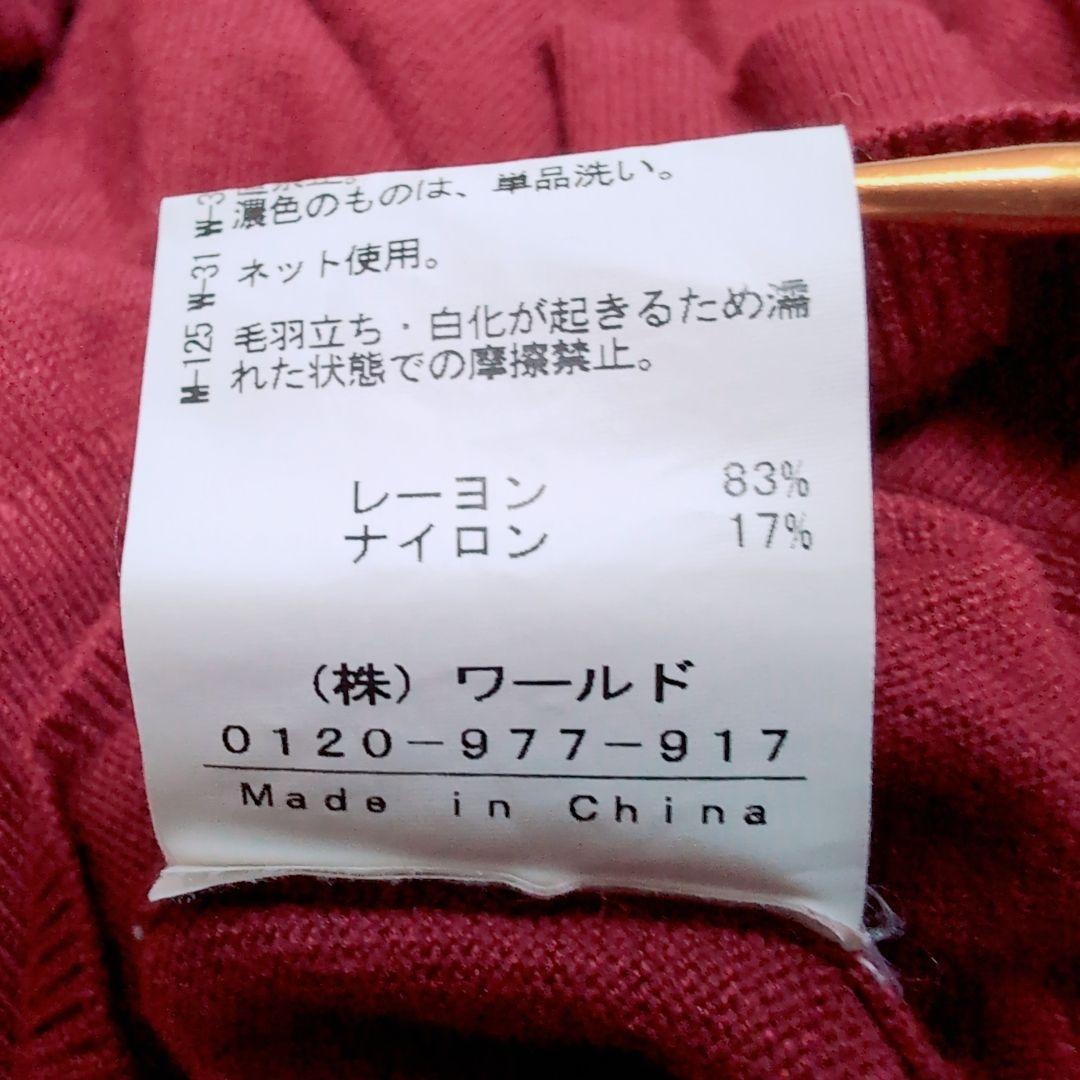 濃色のものは、単品洗い。
ネット使用。
毛羽立ち・白化が起きるため濡
れた状態での摩擦禁止。
M-125 W-31
レーヨン 83%
ナイロン 17%
(株) ワールド
0120-977-917
Made in China